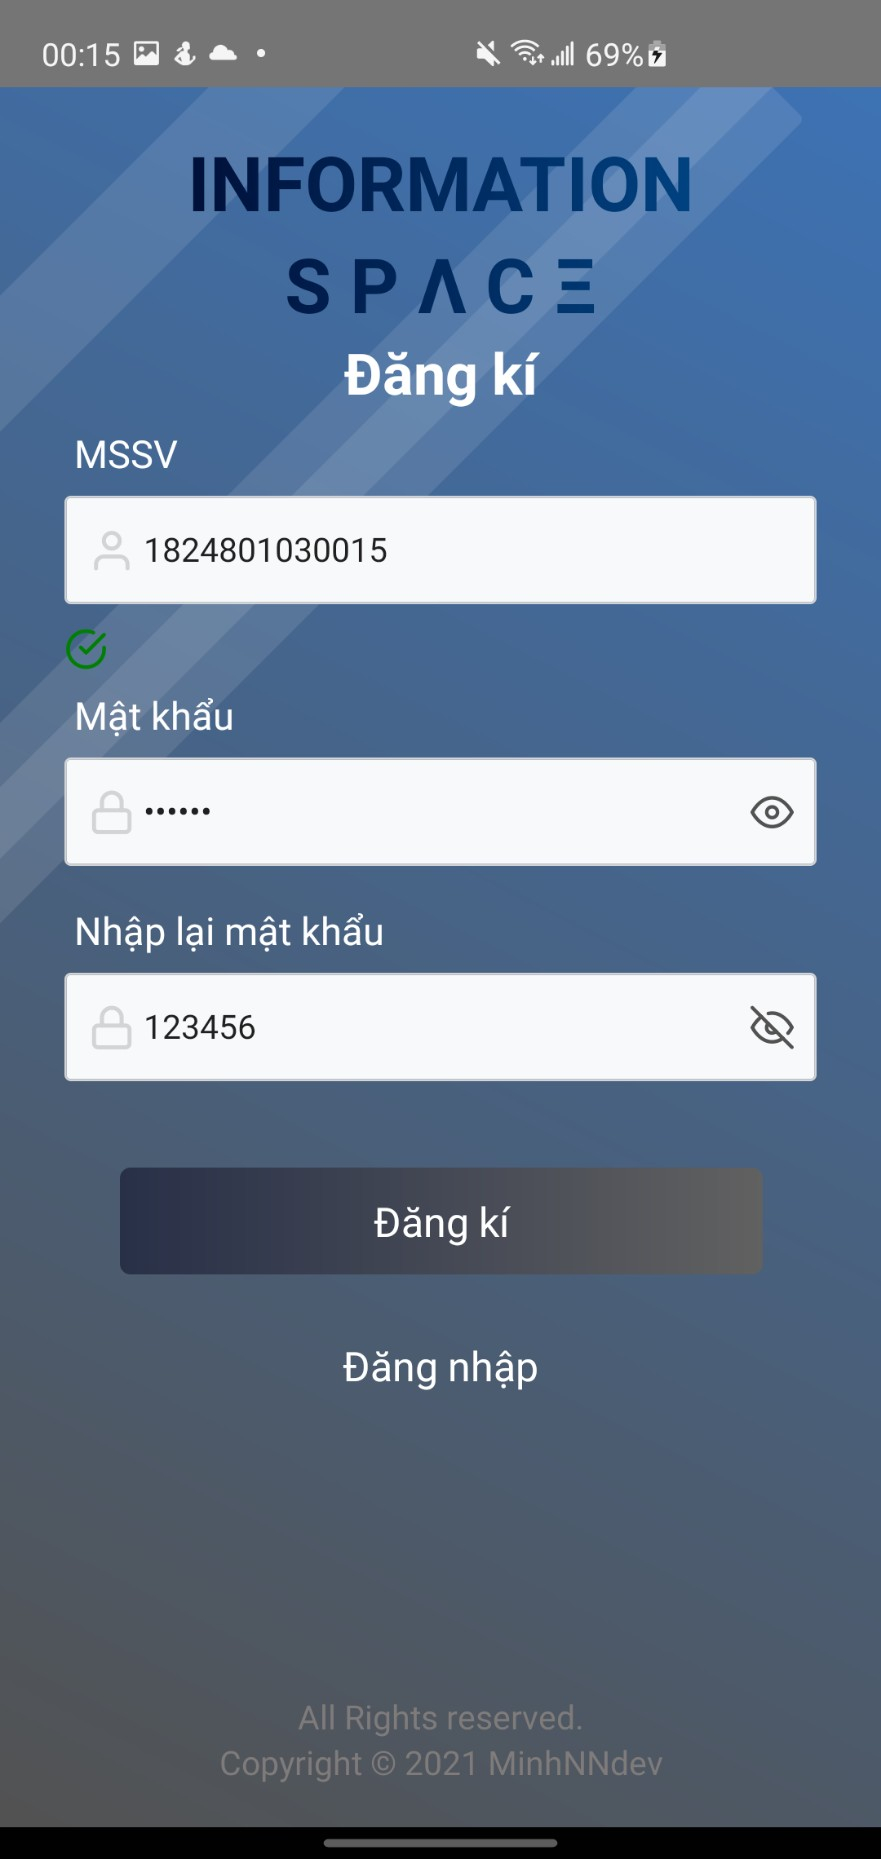 00:15
69%
INFORMATION
SPΛCΞ
Đăng kí
MSSV
1824801030015
Mật khẩu
••••••
Nhập lại mật khẩu
123456
Đăng kí
Đăng nhập
All Rights reserved.
Copyright © 2021 MinhNNdev